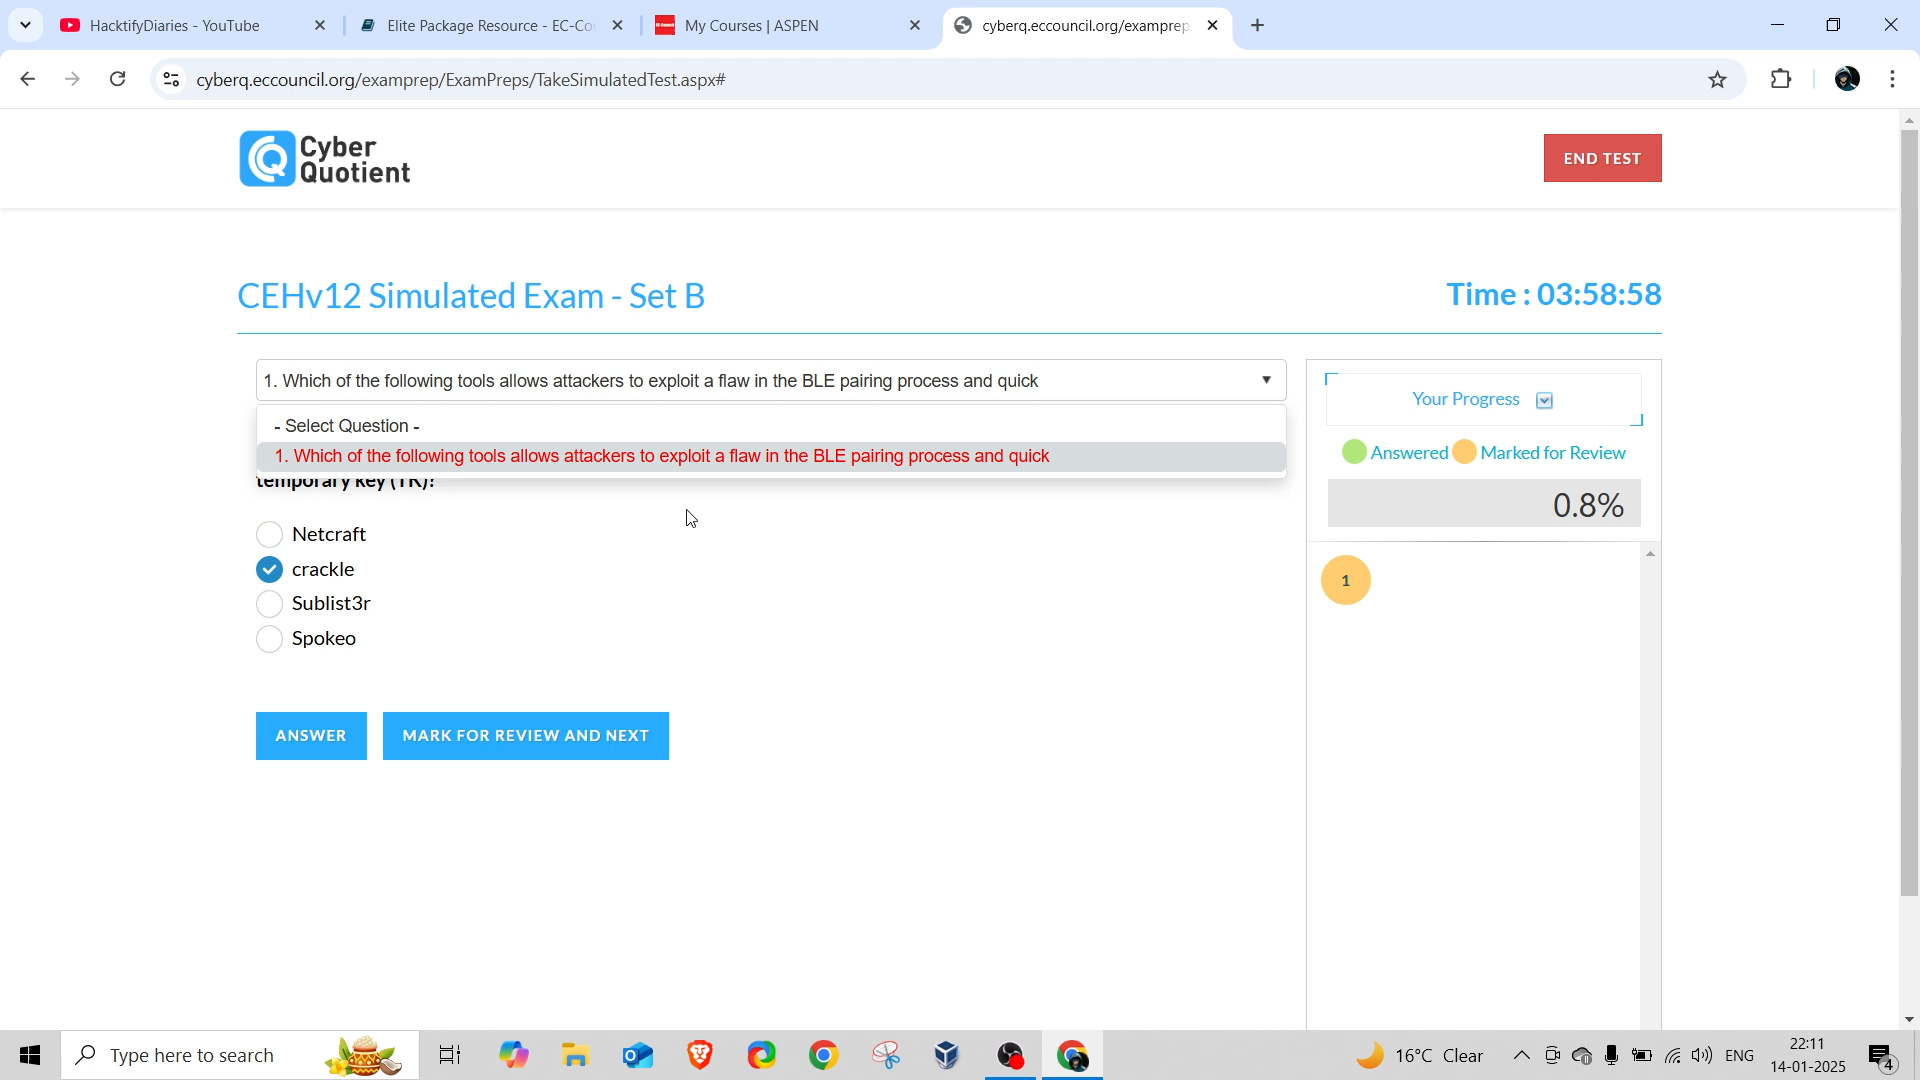 HacktifyDiaries - YouTube
Elite Package Resource - EC-Co
My Courses | ASPEN
cyberq.eccouncil.org/examprep
cyberq.eccouncil.org/examprep/ExamPreps/TakeSimulatedTest.aspx#
Cyber
Quotient
END TEST
CEHv12 Simulated Exam - Set B
Time : 03:58:58
1. Which of the following tools allows attackers to exploit a flaw in the BLE pairing process and quick
- Select Question -
1. Which of the following tools allows attackers to exploit a flaw in the BLE pairing process and quick
temporary key (TK)?
Netcraft
crackle
Sublist3r
Spokeo
ANSWER
MARK FOR REVIEW AND NEXT
Your Progress
Answered
Marked for Review
0.8%
1
Type here to search
16°C Clear
ENG
22:11
14-01-2025
4